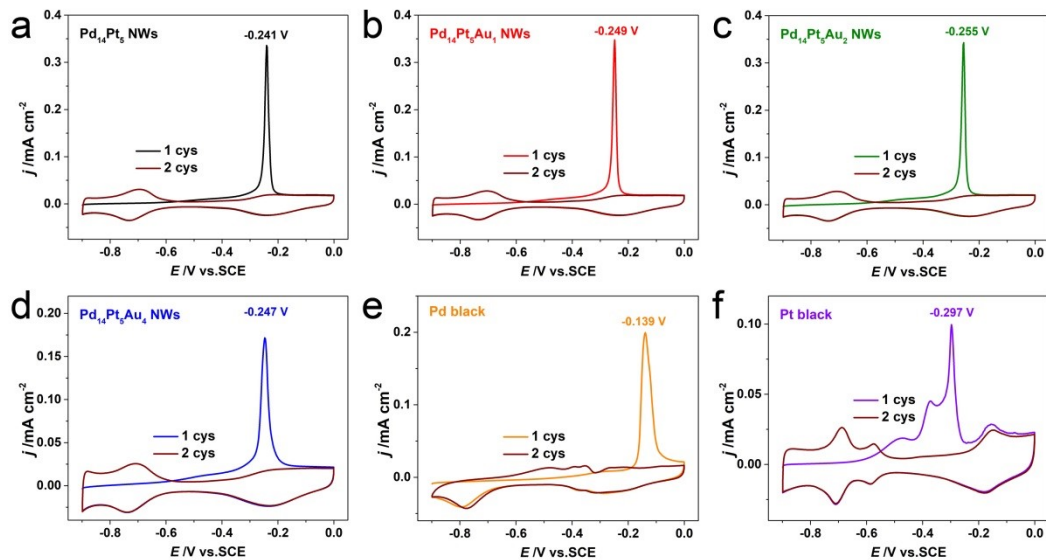 a
Pd₁₄Pt₅ NWs
-0.241 V
1 cys
2 cys
j /mA cm⁻²
0.4
0.3
0.2
0.1
0.0
-0.8 -0.6 -0.4 -0.2 0.0
E /V vs.SCE
b
Pd₁₄Pt₅Au₁ NWs
-0.249 V
1 cys
2 cys
j /mA cm⁻²
0.4
0.3
0.2
0.1
0.0
-0.8 -0.6 -0.4 -0.2 0.0
E /V vs.SCE
c
Pd₁₄Pt₅Au₂ NWs
-0.255 V
1 cys
2 cys
j /mA cm⁻²
0.4
0.3
0.2
0.1
0.0
-0.8 -0.6 -0.4 -0.2 0.0
E /V vs.SCE
d
Pd₁₄Pt₅Au₄ NWs
-0.247 V
1 cys
2 cys
j /mA cm⁻²
0.20
0.15
0.10
0.05
0.00
-0.8 -0.6 -0.4 -0.2 0.0
E /V vs.SCE
e
Pd black
-0.139 V
1 cys
2 cys
j /mA cm⁻²
0.2
0.1
0.0
-0.8 -0.6 -0.4 -0.2 0.0
E /V vs.SCE
f
Pt black
-0.297 V
1 cys
2 cys
j /mA cm⁻²
0.10
0.05
0.00
-0.8 -0.6 -0.4 -0.2 0.0
E /V vs.SCE